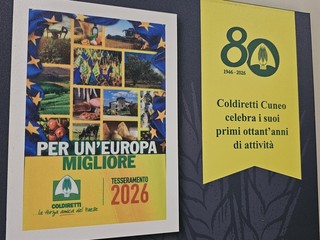 PER UN'EUROPA
MIGLIORE
TESSERAMENTO
2026
COLDIRETTI
...la forza amica del Paese
80
1946 - 2026
Coldiretti Cuneo
celebra i suoi
primi ottant'anni
di attività